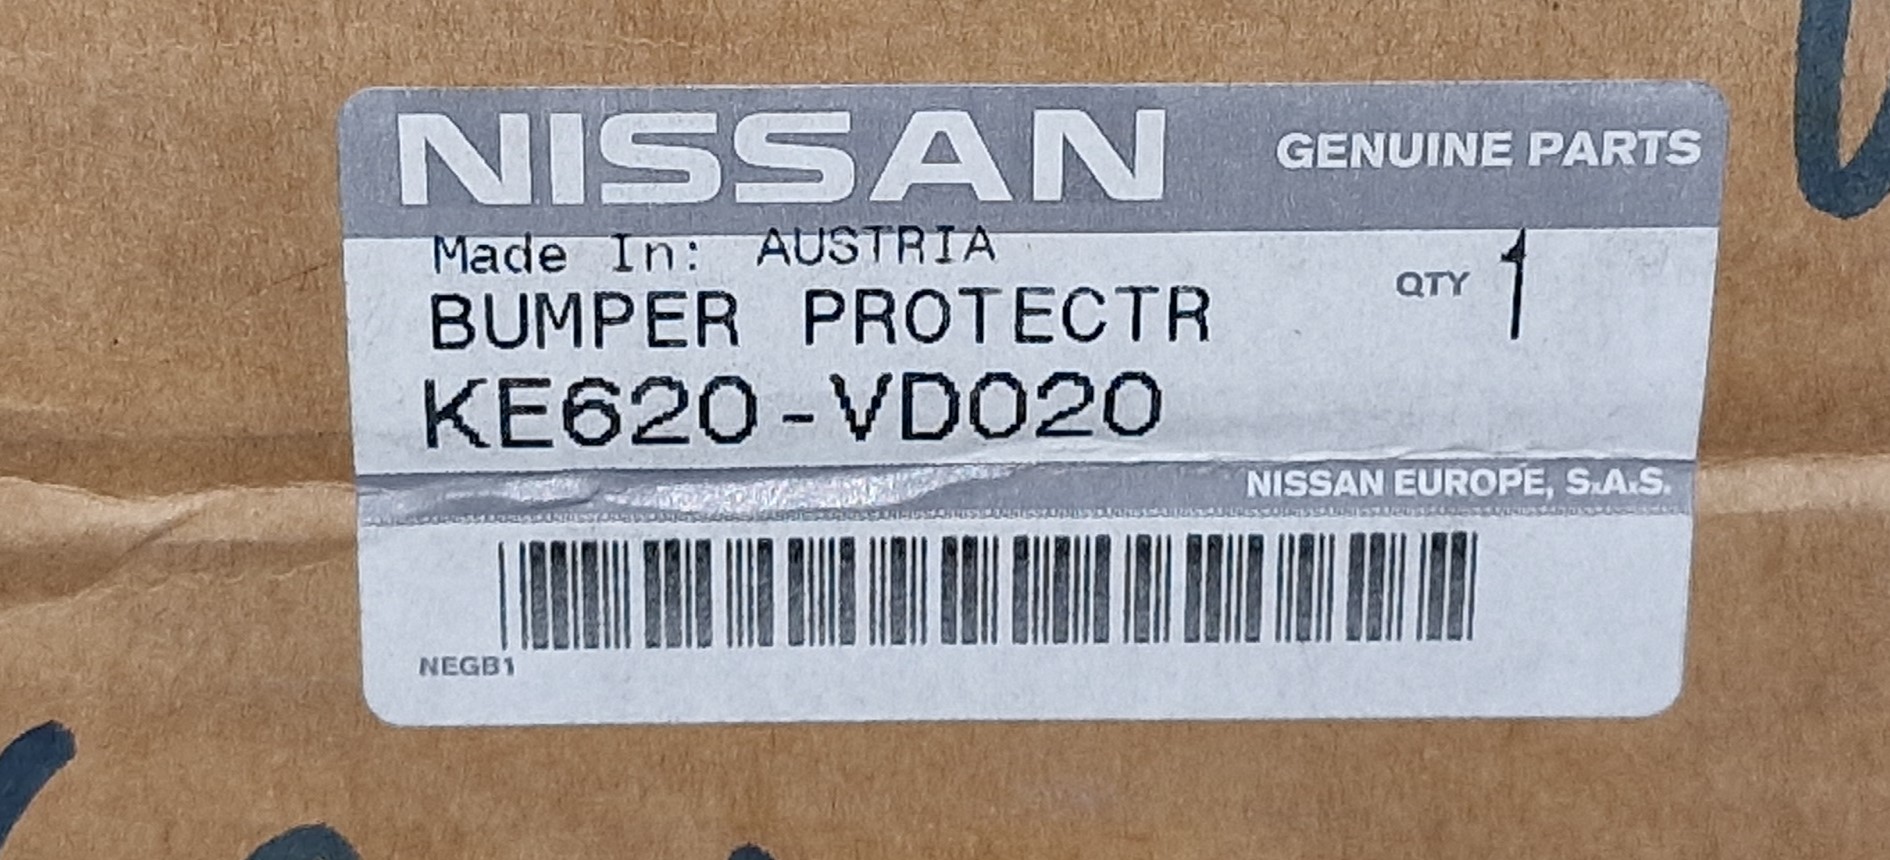 NISSAN GENUINE PARTS
Made In: AUSTRIA
QTY 1
BUMPER PROTECTR
KE620-VD020
NISSAN EUROPE, S.A.S.
NEGB1